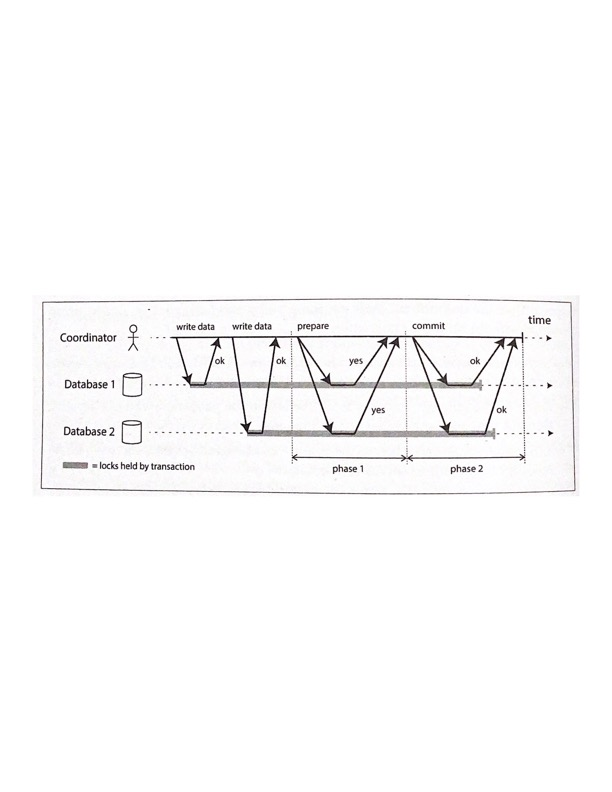 time
write data write data prepare commit
Coordinator
ok ok yes ok
Database 1
yes ok
Database 2
= locks held by transaction
phase 1 phase 2